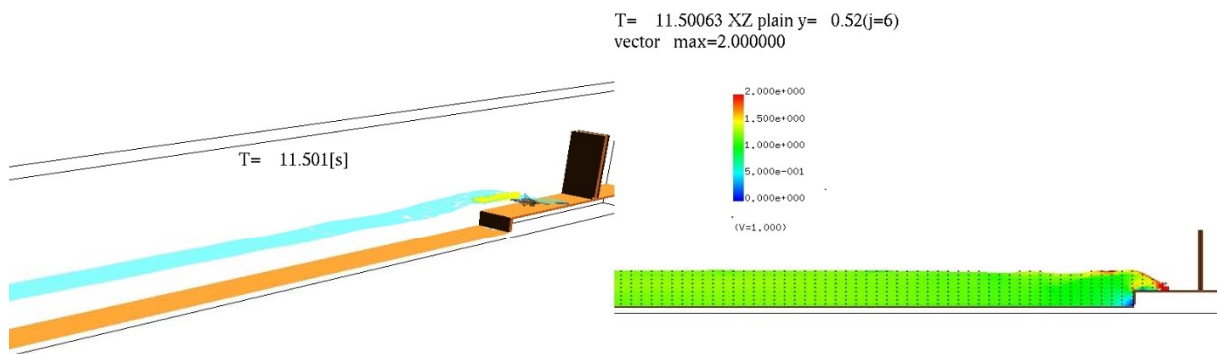 T= 11.501[s]
T= 11.50063 XZ plain y= 0.52(j=6)
vector max=2.000000
2.000e+000
1.500e+000
1.000e+000
5.000e-001
0.000e+000
(V=1.000)